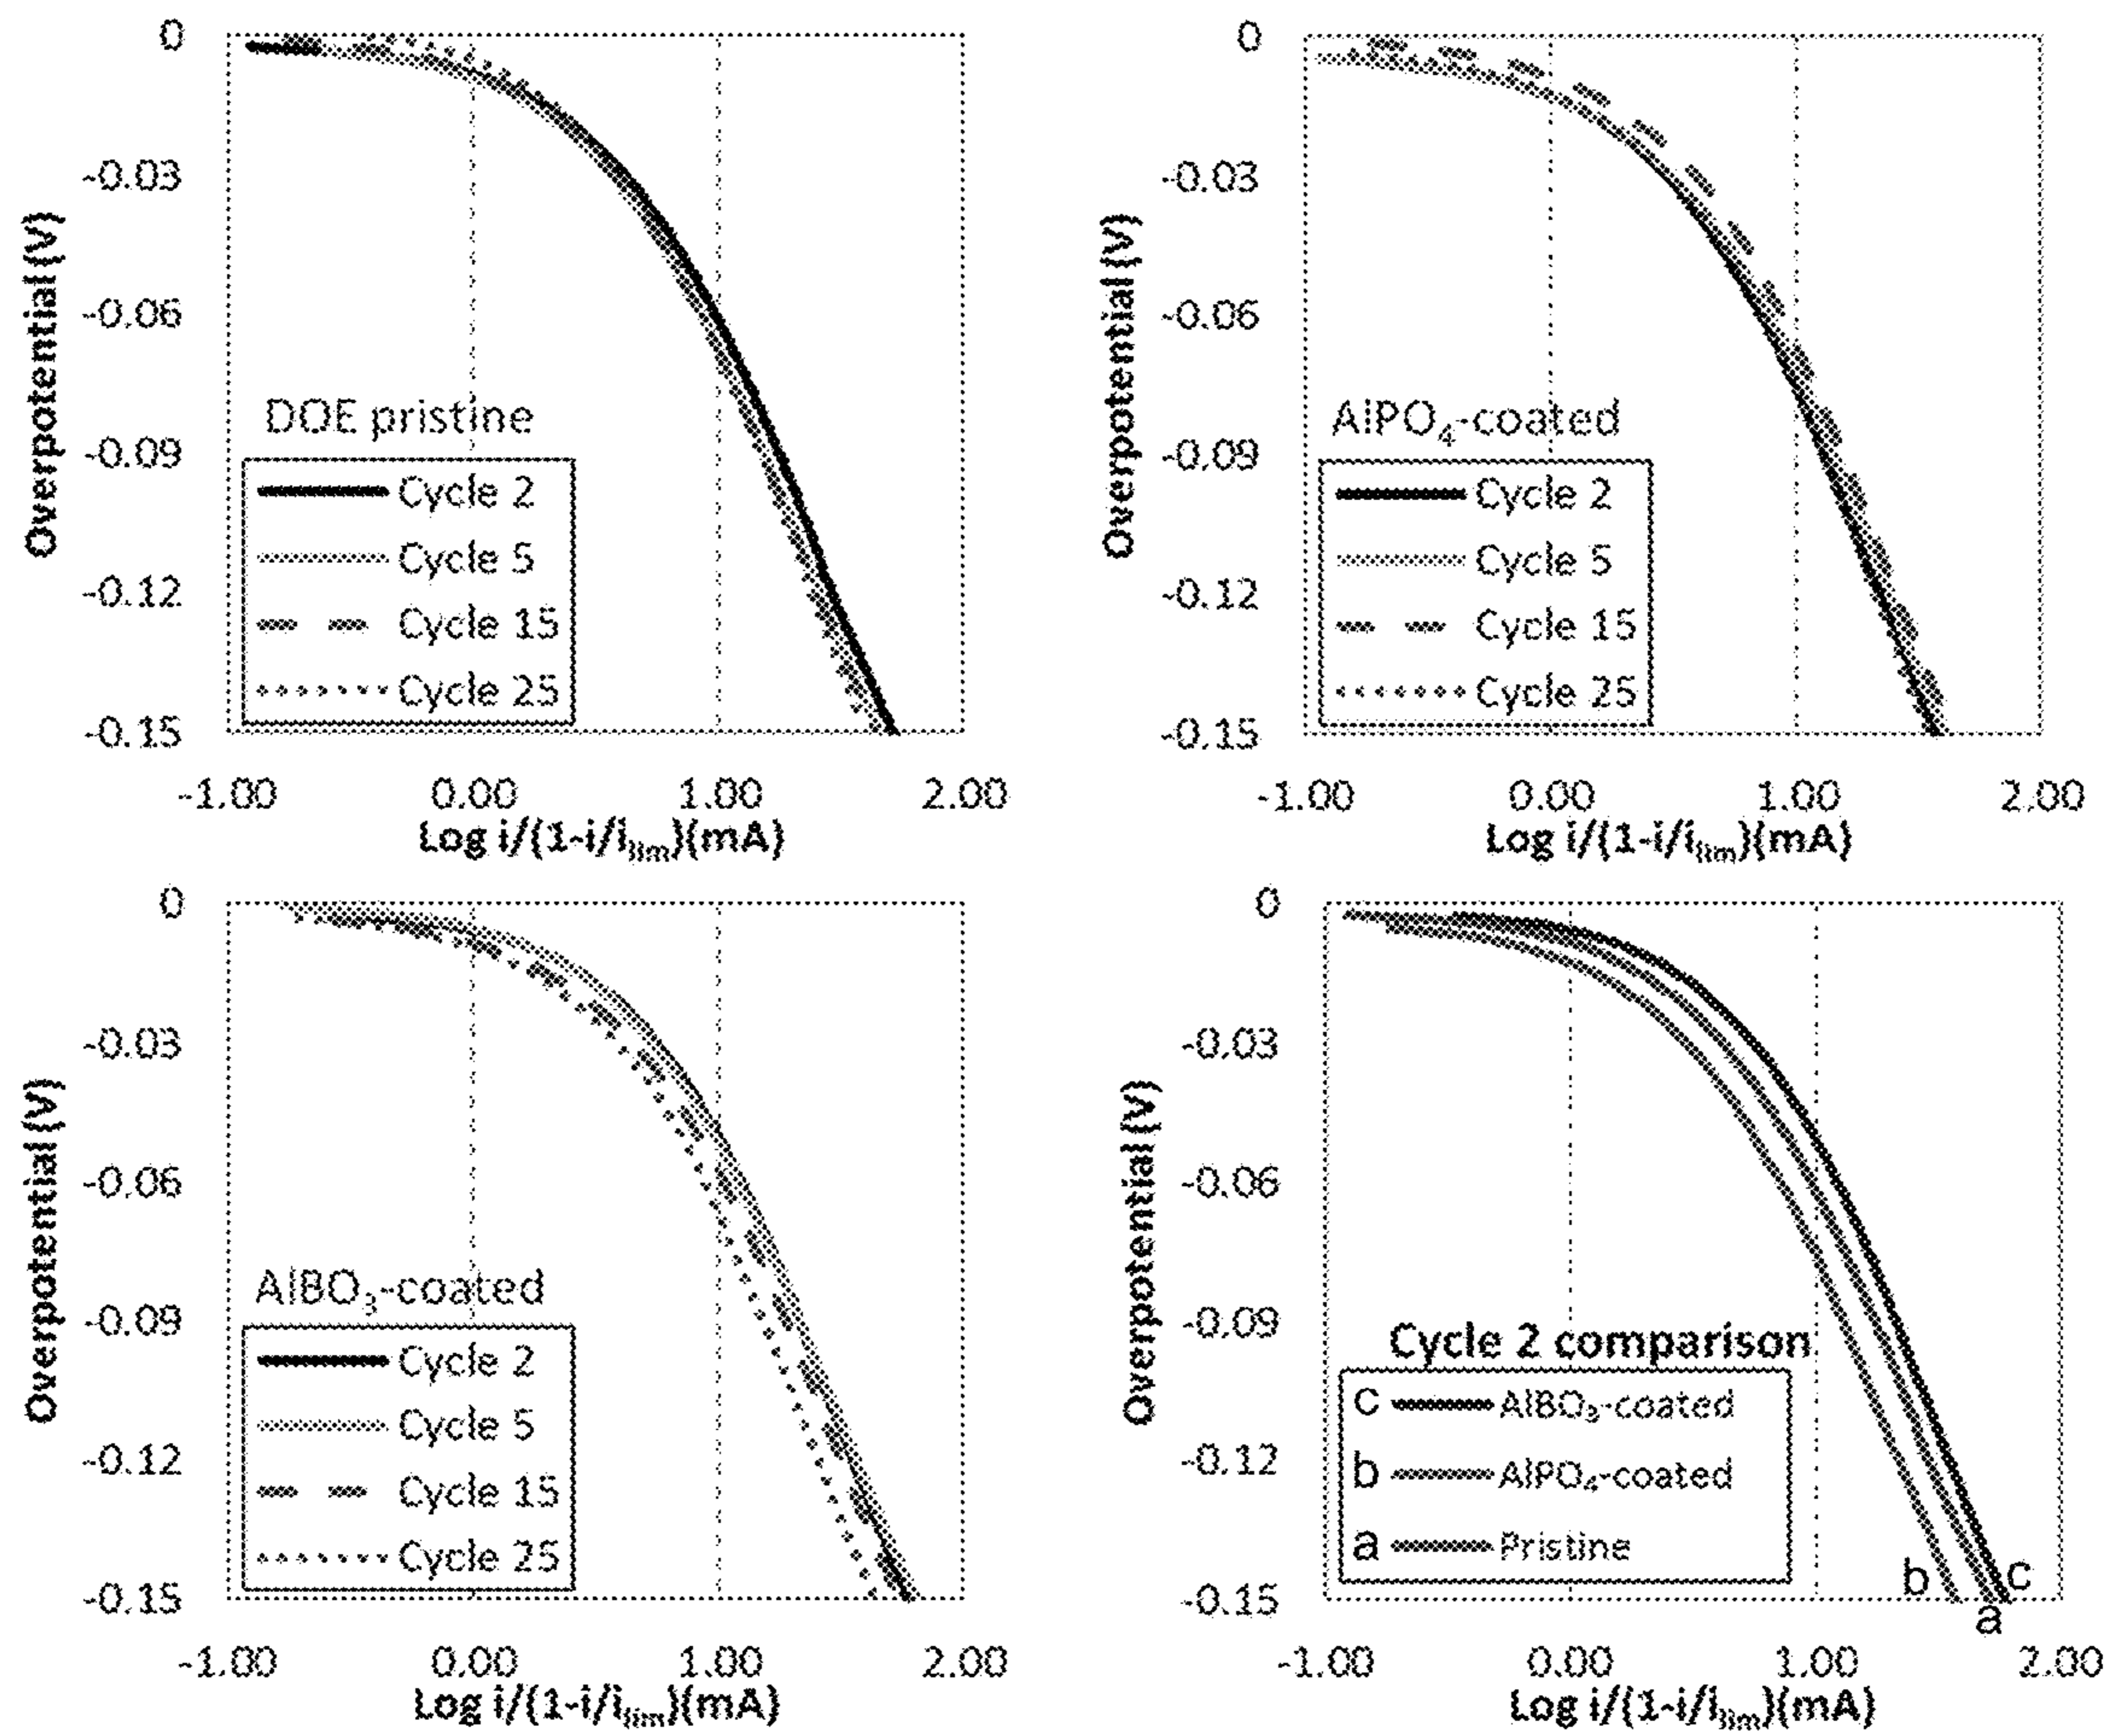 0
-0.03
-0.06
-0.09
-0.12
-0.15
Overpotential (V)
DOE pristine
Cycle 2
Cycle 5
Cycle 15
Cycle 25
-1.00 0.00 1.00 2.00
Log i/(1-i/ilim)(mA)
0
-0.03
-0.06
-0.09
-0.12
-0.15
Overpotential (V)
AlPO4-coated
Cycle 2
Cycle 5
Cycle 15
Cycle 25
-1.00 0.00 1.00 2.00
Log i/(1-i/ilim)(mA)
0
-0.03
-0.06
-0.09
-0.12
-0.15
Overpotential (V)
AlBO3-coated
Cycle 2
Cycle 5
Cycle 15
Cycle 25
-1.00 0.00 1.00 2.00
Log i/(1-i/ilim)(mA)
0
-0.03
-0.06
-0.09
-0.12
-0.15
Overpotential (V)
Cycle 2 comparison
c AlBO3-coated
b AlPO4-coated
a Pristine
b c
a
-1.00 0.00 1.00 2.00
Log i/(1-i/ilim)(mA)